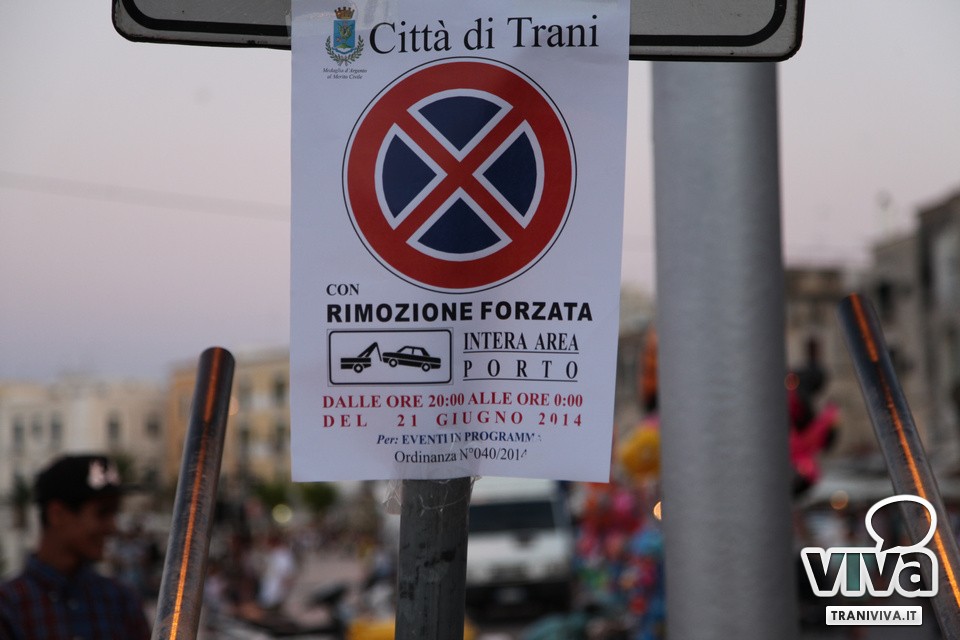 Città di Trani
Medaglia d'Argento
al Merito Civile
CON
RIMOZIONE FORZATA
INTERA AREA
PORTO
DALLE ORE 20:00 ALLE ORE 0:00
DEL 21 GIUGNO 2014
Per: EVENTI IN PROGRAMMA
Ordinanza N°040/2014
VIVA
TRANIVIVA.IT